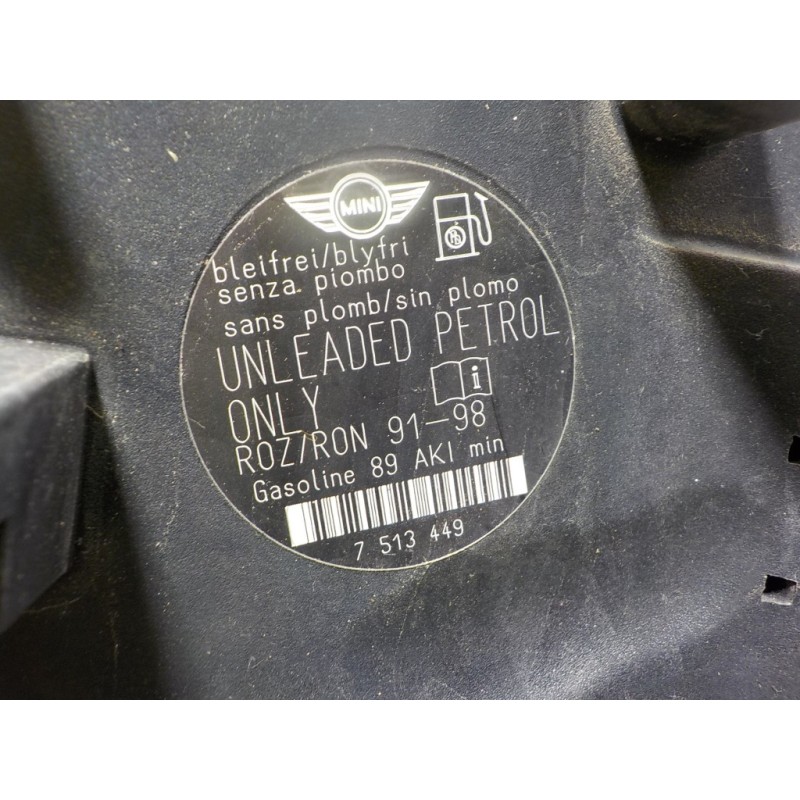 MINI
bleifrei/blyfri
senza piombo
sans plomb/sin plomo
UNLEADED PETROL
ONLY
ROZ/RON 91-98
Gasoline 89 AKI min
7 513 449